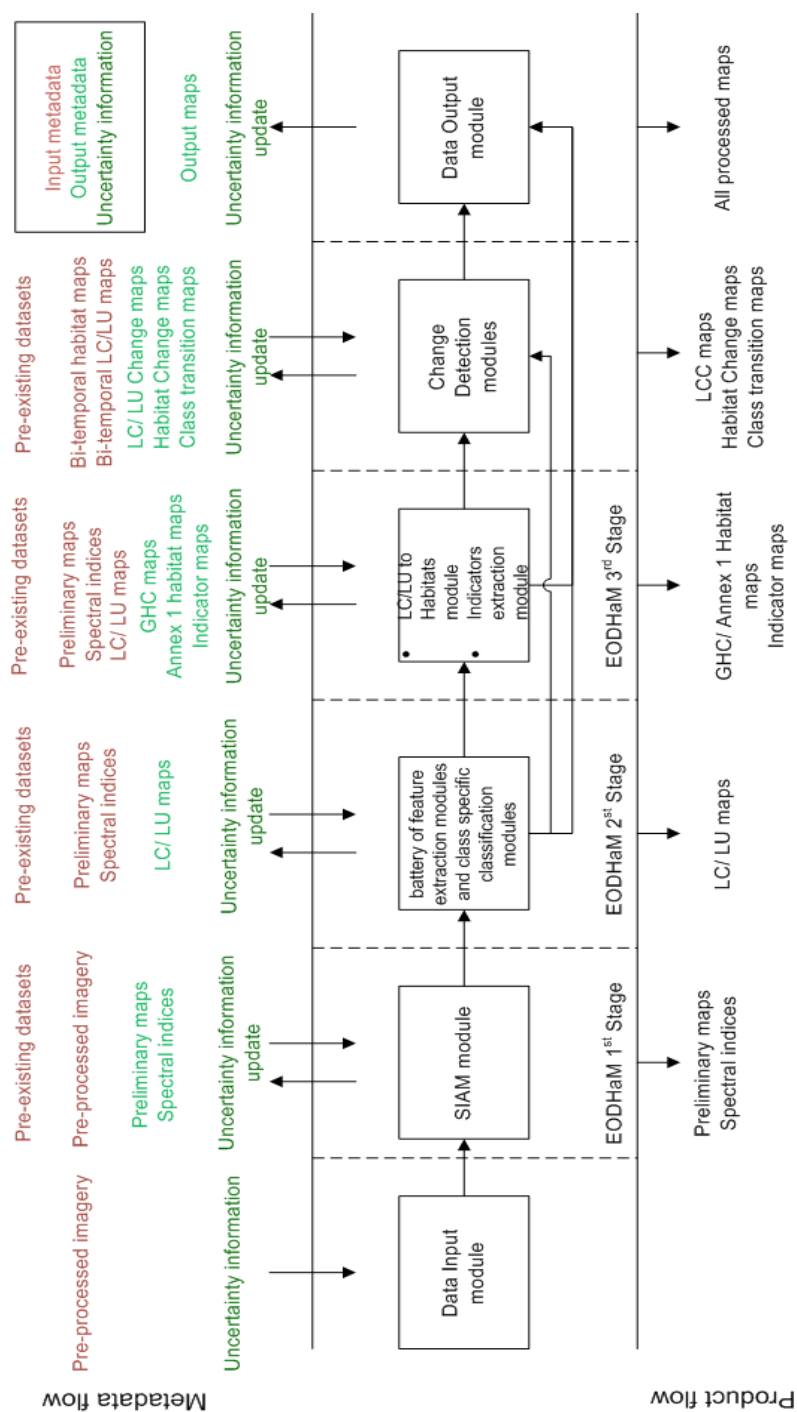 Metadata flow
Product flow
Input metadata
Output metadata
Uncertainty information
Pre-processed imagery
Uncertainty information
Data Input
module
Pre-existing datasets
Pre-processed imagery
Preliminary maps
Spectral indices
Uncertainty information
update
SIAM module
EODHaM 1st Stage
Preliminary maps
Spectral indices
Pre-existing datasets
Preliminary maps
Spectral indices
LC/ LU maps
Uncertainty information
update
battery of feature
extraction modules
and class specific
classification
modules
EODHaM 2st Stage
LC/ LU maps
Pre-existing datasets
Preliminary maps
Spectral indices
LC/ LU maps
GHC maps
Annex 1 habitat maps
Indicator maps
Uncertainty information
update
• LC/LU to
Habitats
module
• Indicators
extraction
module
EODHaM 3rd Stage
GHC/ Annex 1 Habitat
maps
Indicator maps
Pre-existing datasets
Bi-temporal habitat maps
Bi-temporal LC/LU maps
LC/ LU Change maps
Habitat Change maps
Class transition maps
Uncertainty information
update
Change
Detection
modules
LCC maps
Habitat Change maps
Class transition maps
Output maps
Uncertainty information
update
Data Output
module
All processed maps